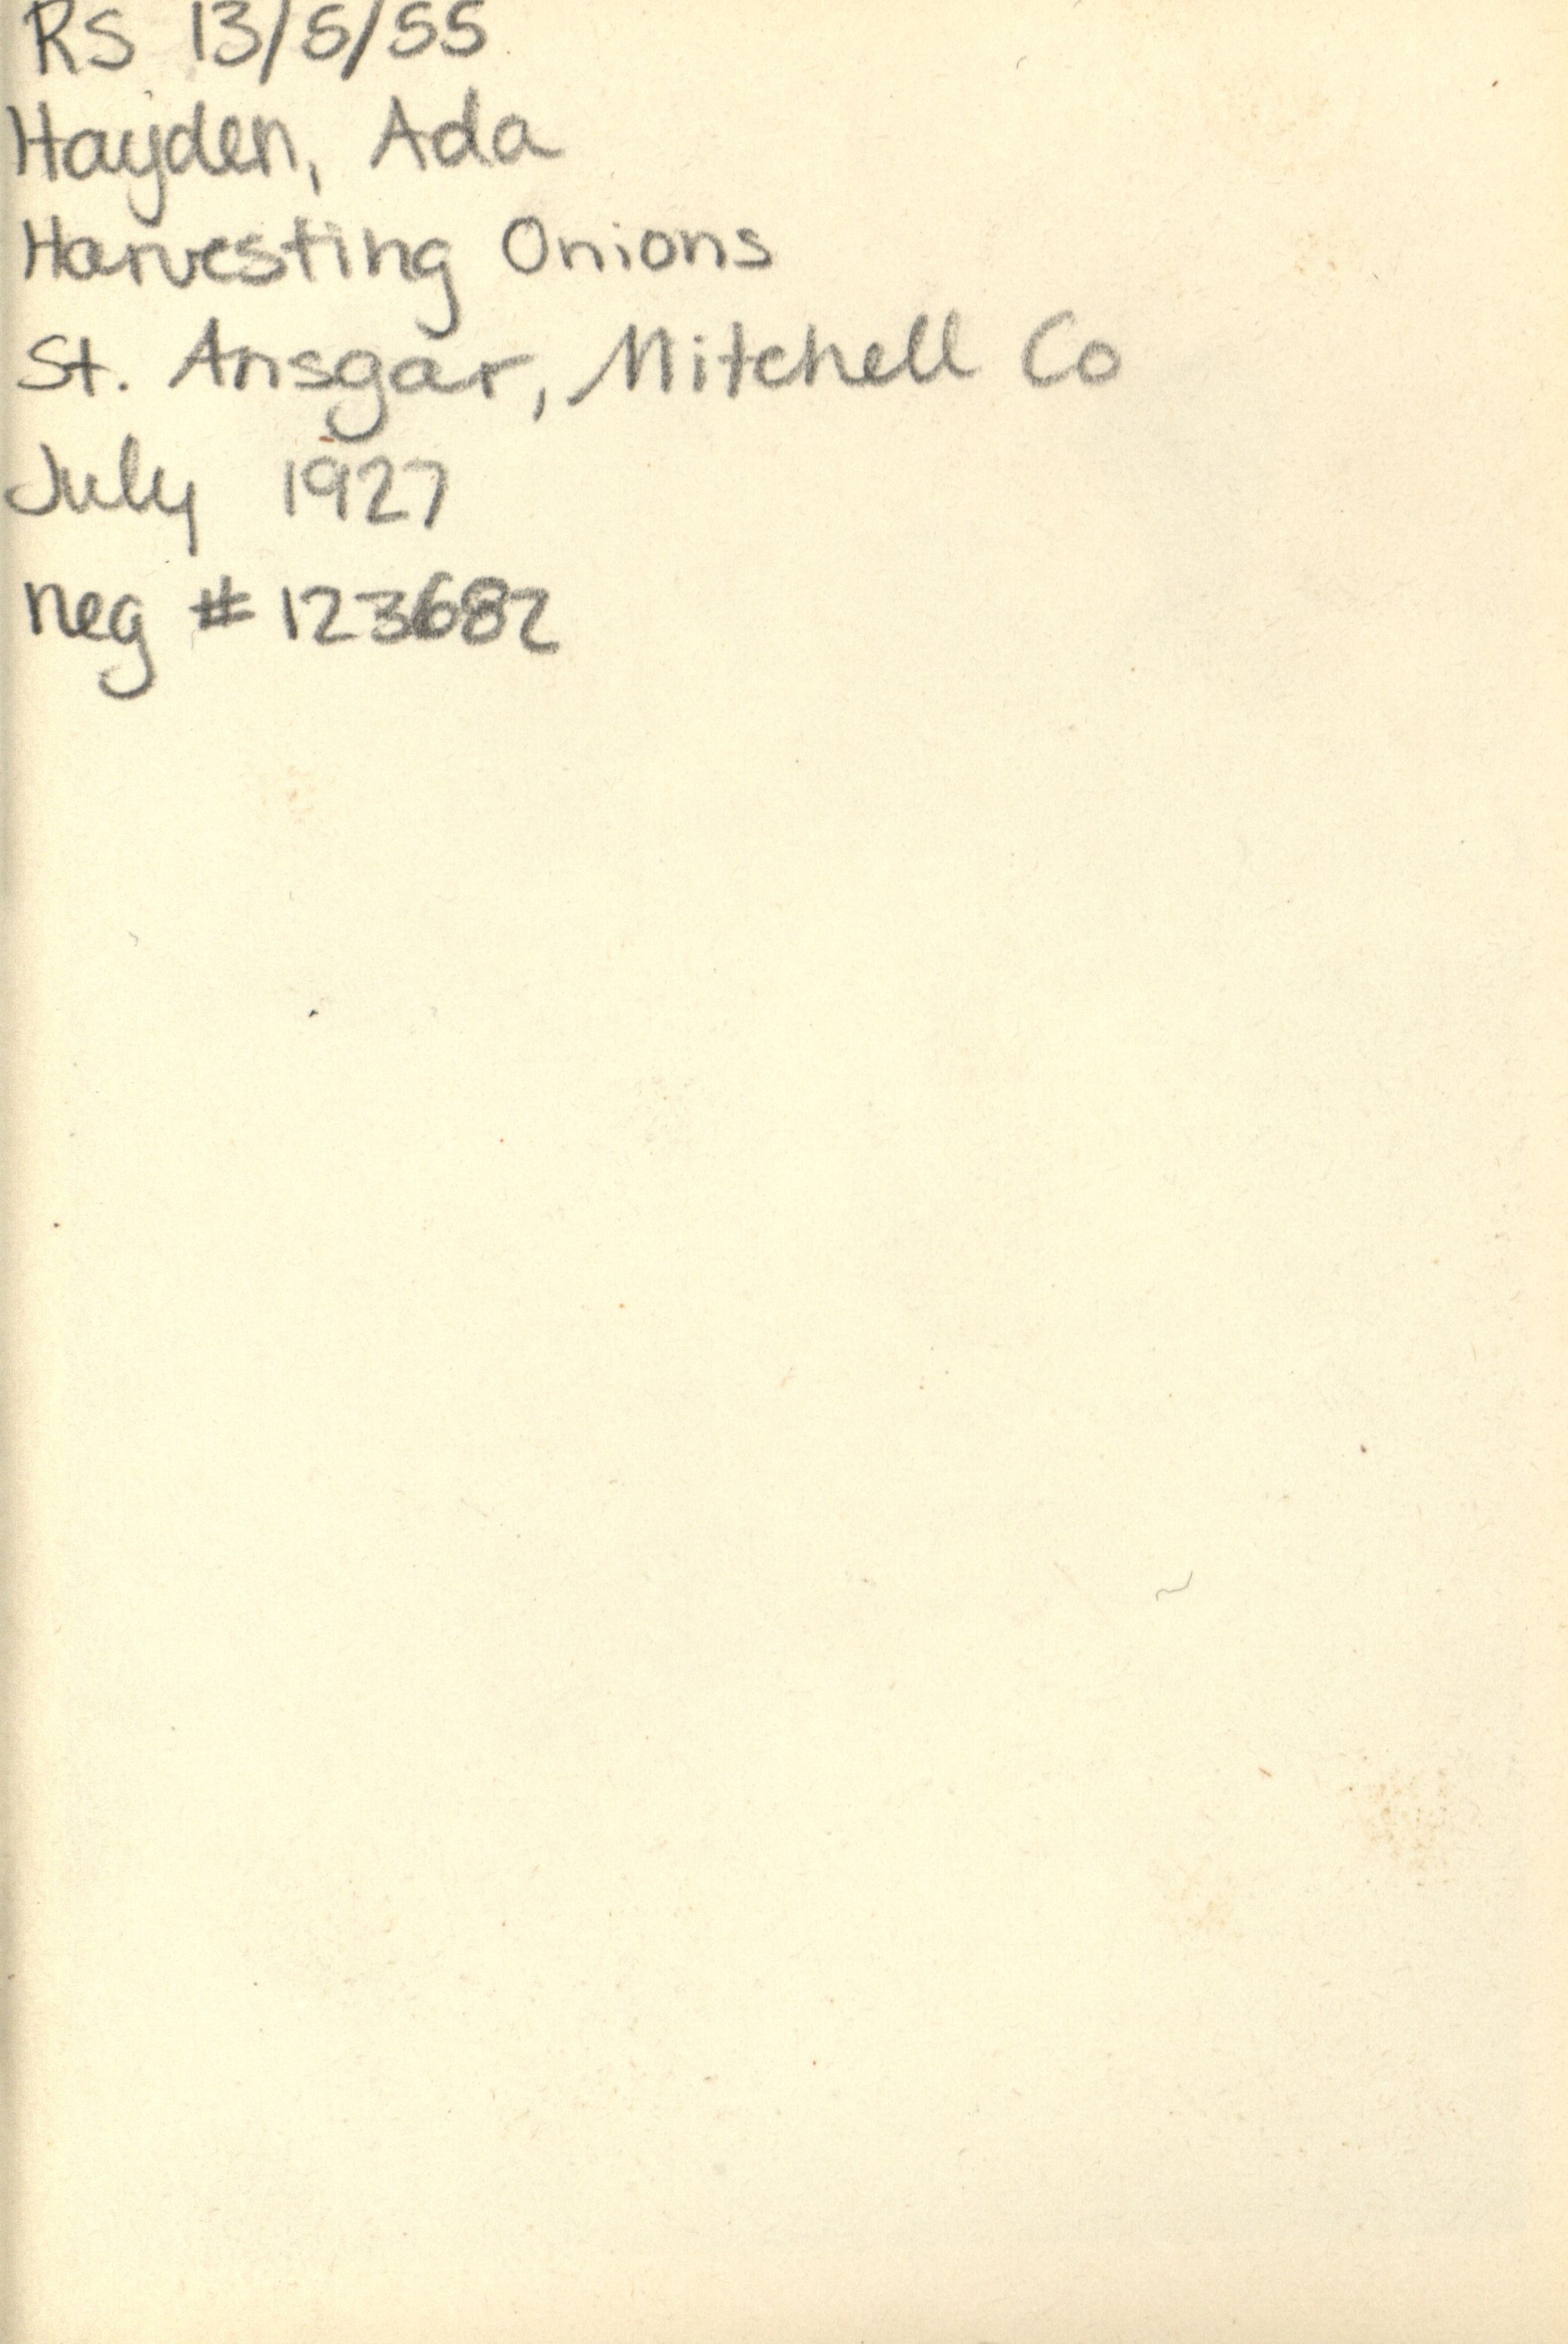 RS 13/5/55
Hayden, Ada
Harvesting Onions
St. Ansgar, Mitchell Co
July 1927
neg # 123682